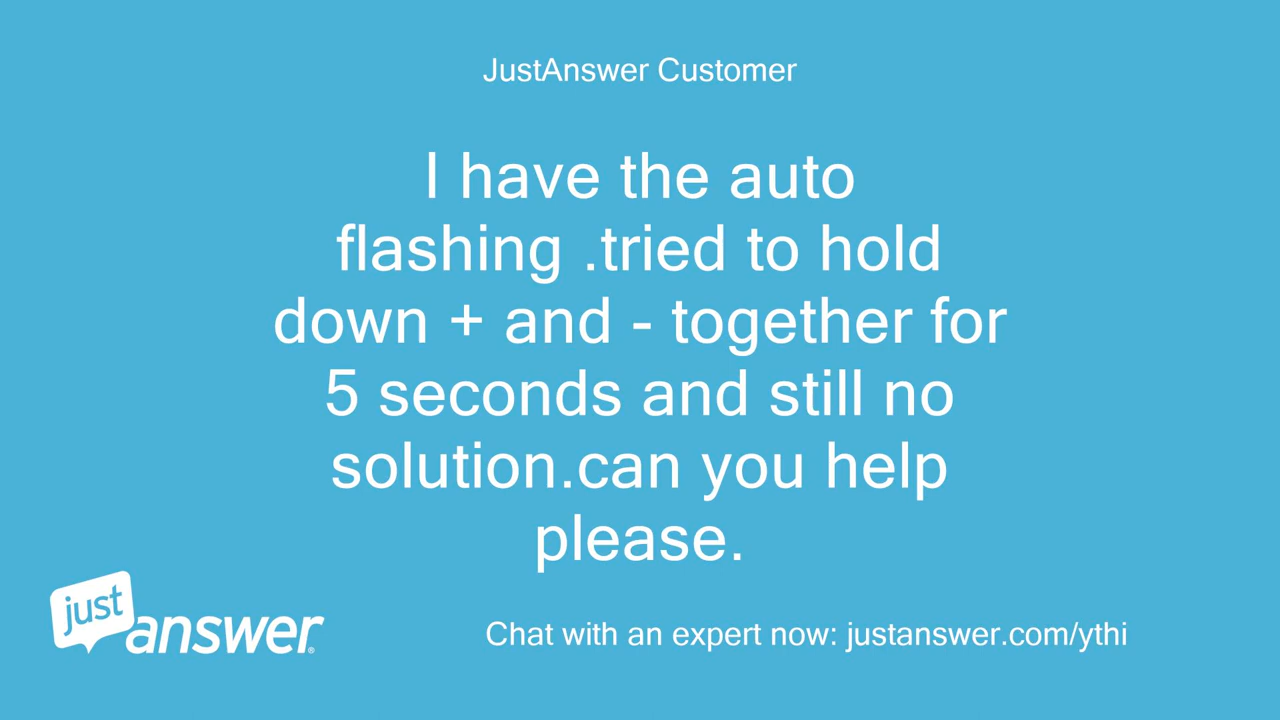 JustAnswer Customer
I have the auto
flashing .tried to hold
down + and - together for
5 seconds and still no
solution.can you help
please.
just
answer®
Chat with an expert now: justanswer.com/ythi